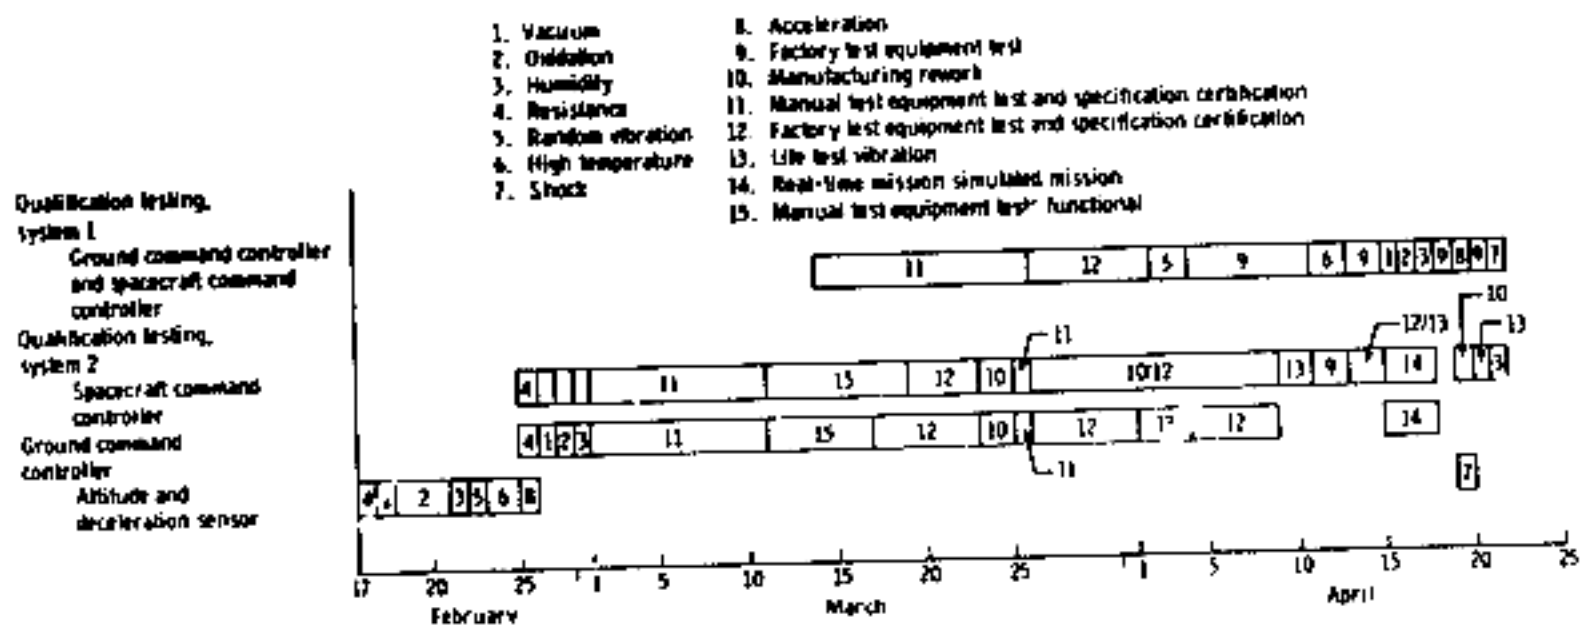 1. Vacuum
2. Oxidation
3. Humidity
4. Resistance
5. Random vibration
6. High temperature
7. Shock
8. Acceleration
9. Factory test equipment test
10. Manufacturing rework
11. Manual test equipment test and specification certification
12. Factory test equipment test and specification certification
13. Life test vibration
14. Real-time mission simulated mission
15. Manual test equipment test functional
Qualification testing,
system 1
Ground command controller
and spacecraft command
controller
11 12 5 9 6 9 1 2 3 9 8 9 7
Qualification testing,
system 2
Spacecraft command
controller
10
13
12/13
11
4 11 15 12 10 10/12 13 9 14 3
Ground command
controller
4 1 2 3 11 15 12 10 12 12 14
11
7
Altitude and
deceleration sensor
2 3 5 6 8
17 20 25 1 5 10 15 20 25 1 5 10 15 20 25
February
March
April